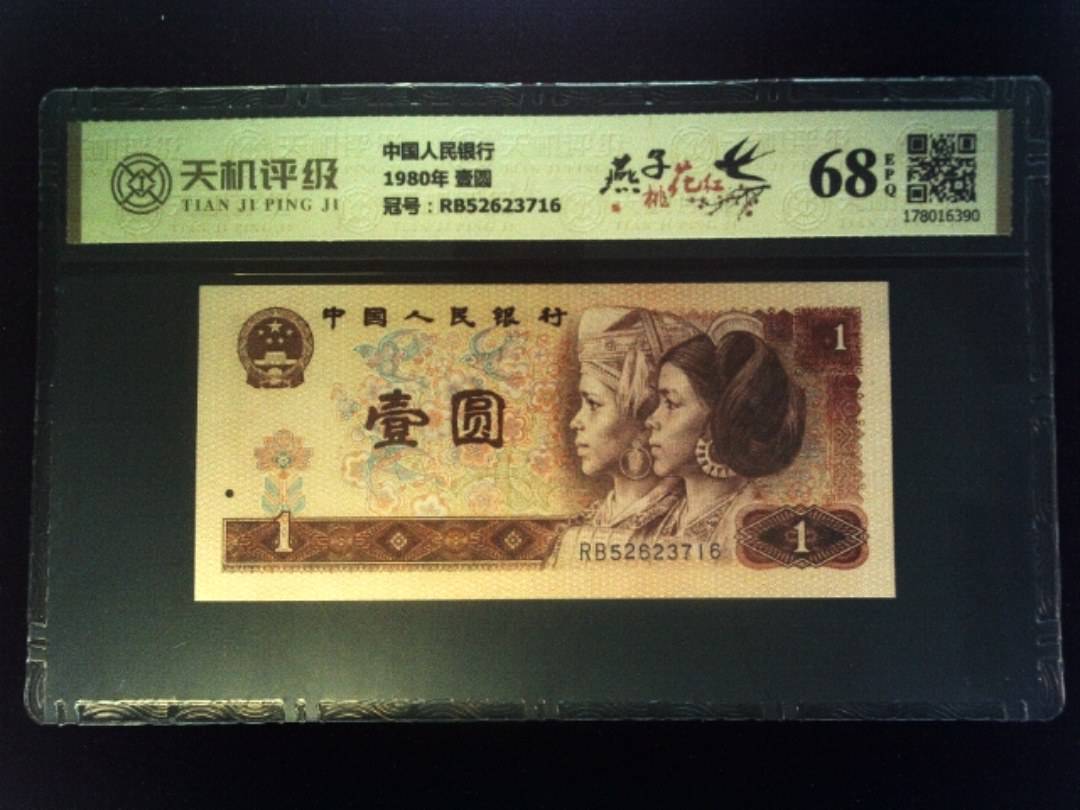 天机评级
TIAN JI PING JI
中国人民银行
1980年 壹圆
冠号：RB52623716
燕子
桃花红
68
EPQ
178016390
中国人民银行
1
壹圆
1
RB52623716
1